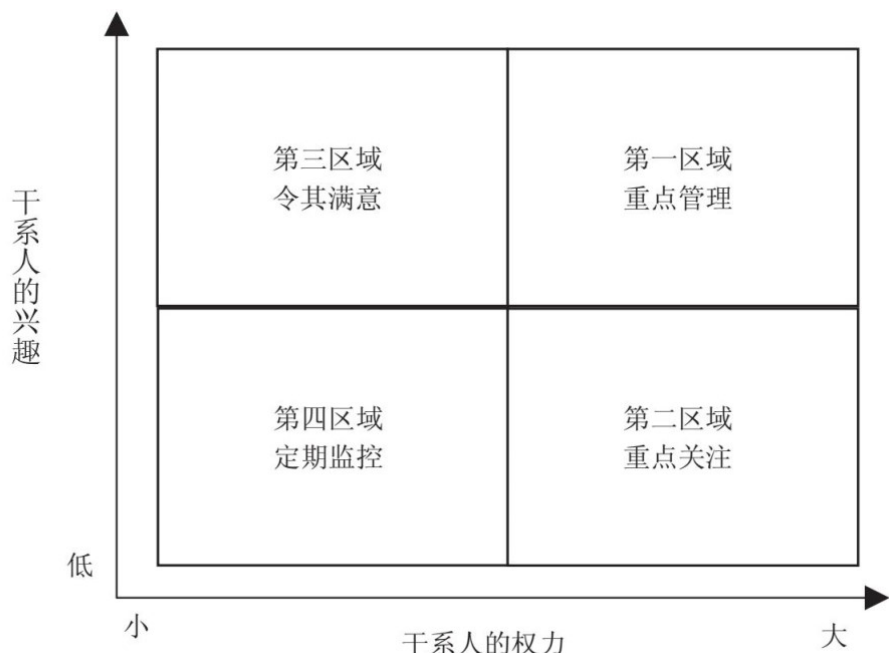 第三区域
令其满意
第一区域
重点管理
干系人的兴趣
第四区域
定期监控
第二区域
重点关注
低
小
干系人的权力
大